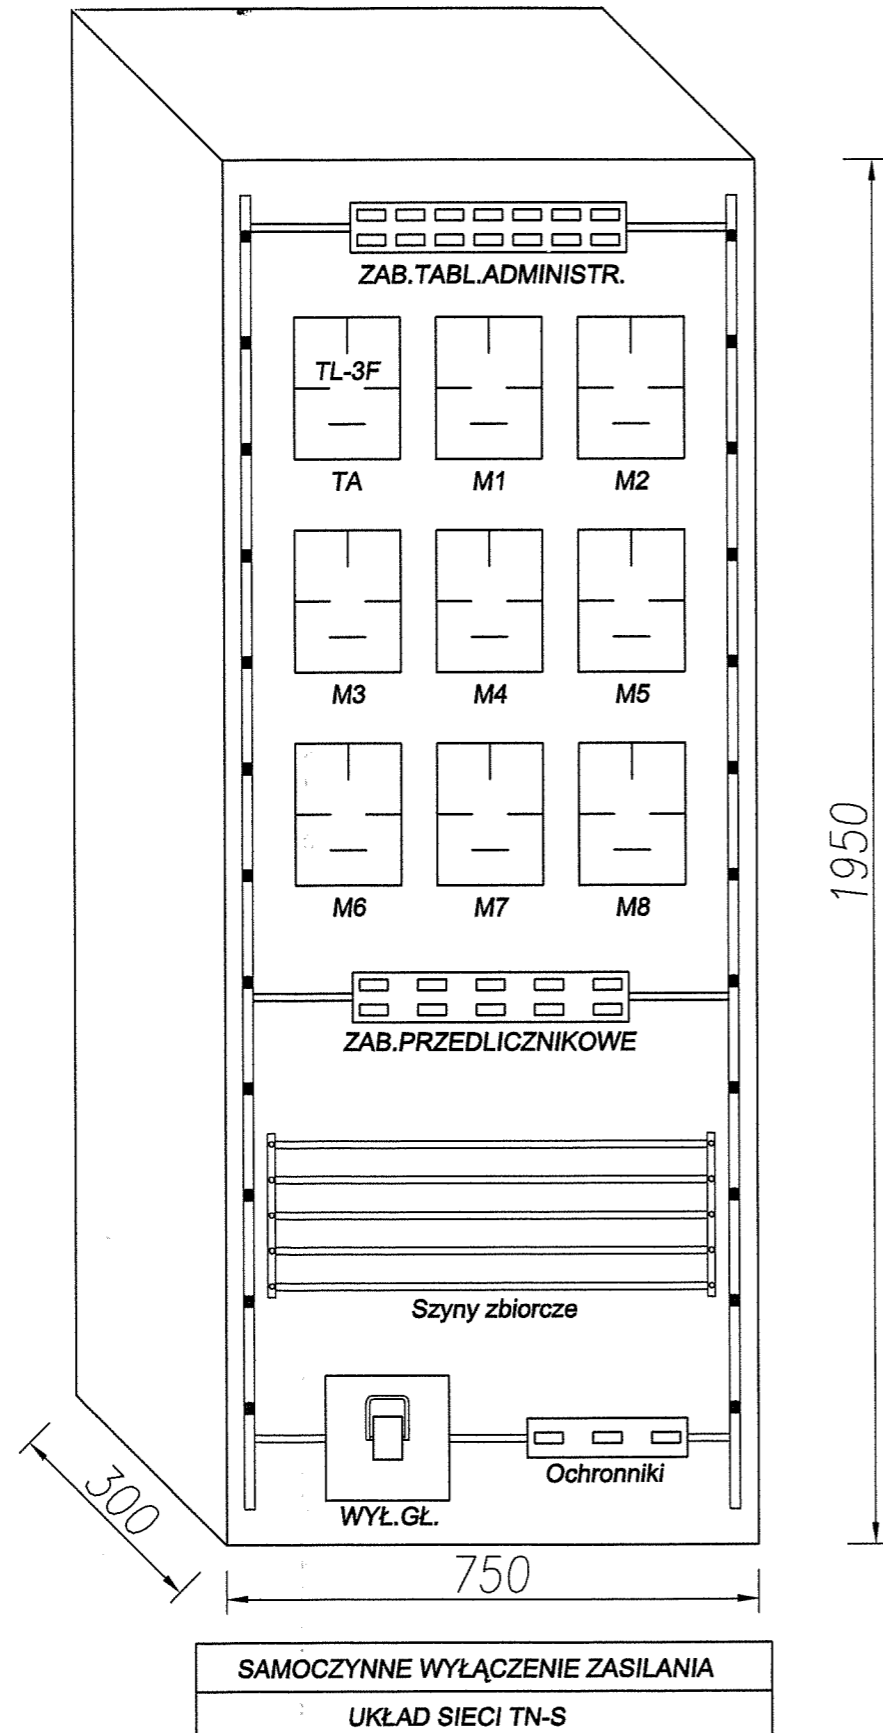 ZAB.TABL.ADMINISTR.
TL-3F
TA M1 M2
M3 M4 M5
M6 M7 M8
1950
ZAB.PRZEDLICZNIKOWE
Szyny zbiorcze
Ochronniki
WYŁ.GŁ.
300
750
SAMOCZYNNE WYŁĄCZENIE ZASILANIA
UKŁAD SIECI TN-S